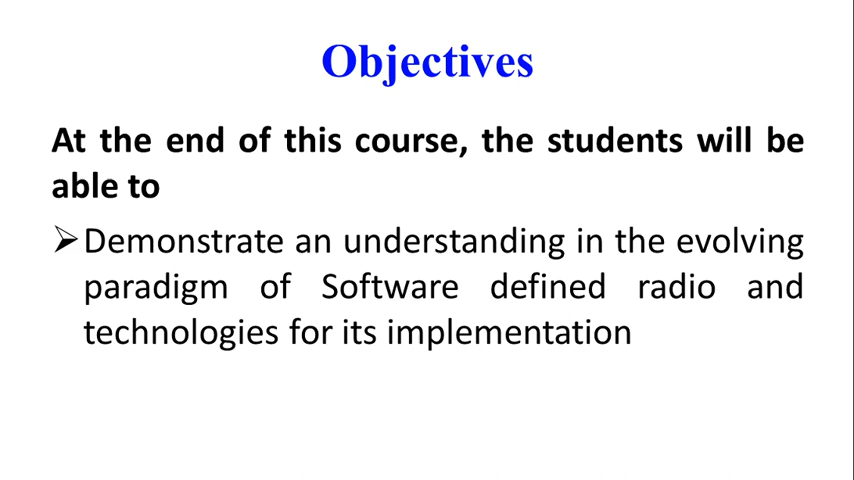 Objectives
At the end of this course, the students will be
able to
➢Demonstrate an understanding in the evolving
paradigm of Software defined radio and
technologies for its implementation